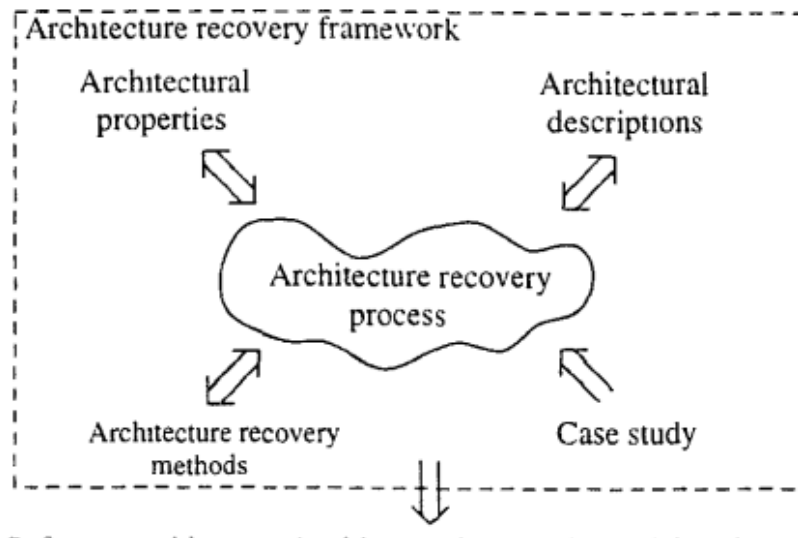 Architecture recovery framework
Architectural
properties
Architectural
descriptions
Architecture recovery
process
Architecture recovery
methods
Case study